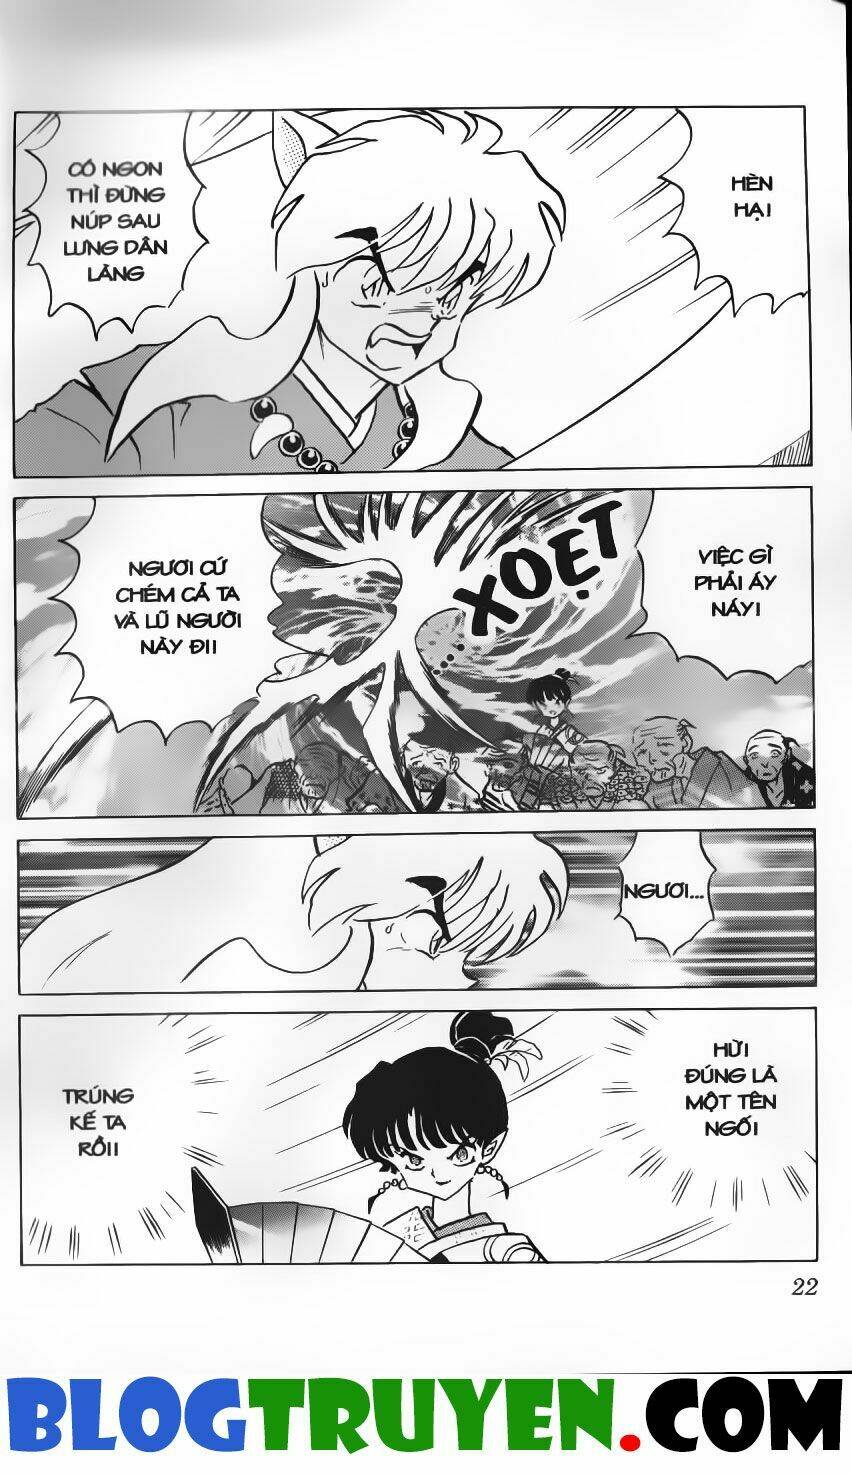 HÈN
HẠ!
CÓ NGON
THÌ ĐỪNG
NÚP SAU
LƯNG DÂN
LÀNG
VIỆC GÌ
PHẢI ÁY
NÁY!
XOẸT
NGƯƠI CỨ
CHÉM CẢ TA
VÀ LŨ NGƯỜI
NÀY ĐI!
NGƯƠI...
HỪ!
ĐÚNG LÀ
MỘT TÊN
NGỐ!
TRÚNG
KẾ TA
RỒI!
22
BLOGTRUYEN.COM